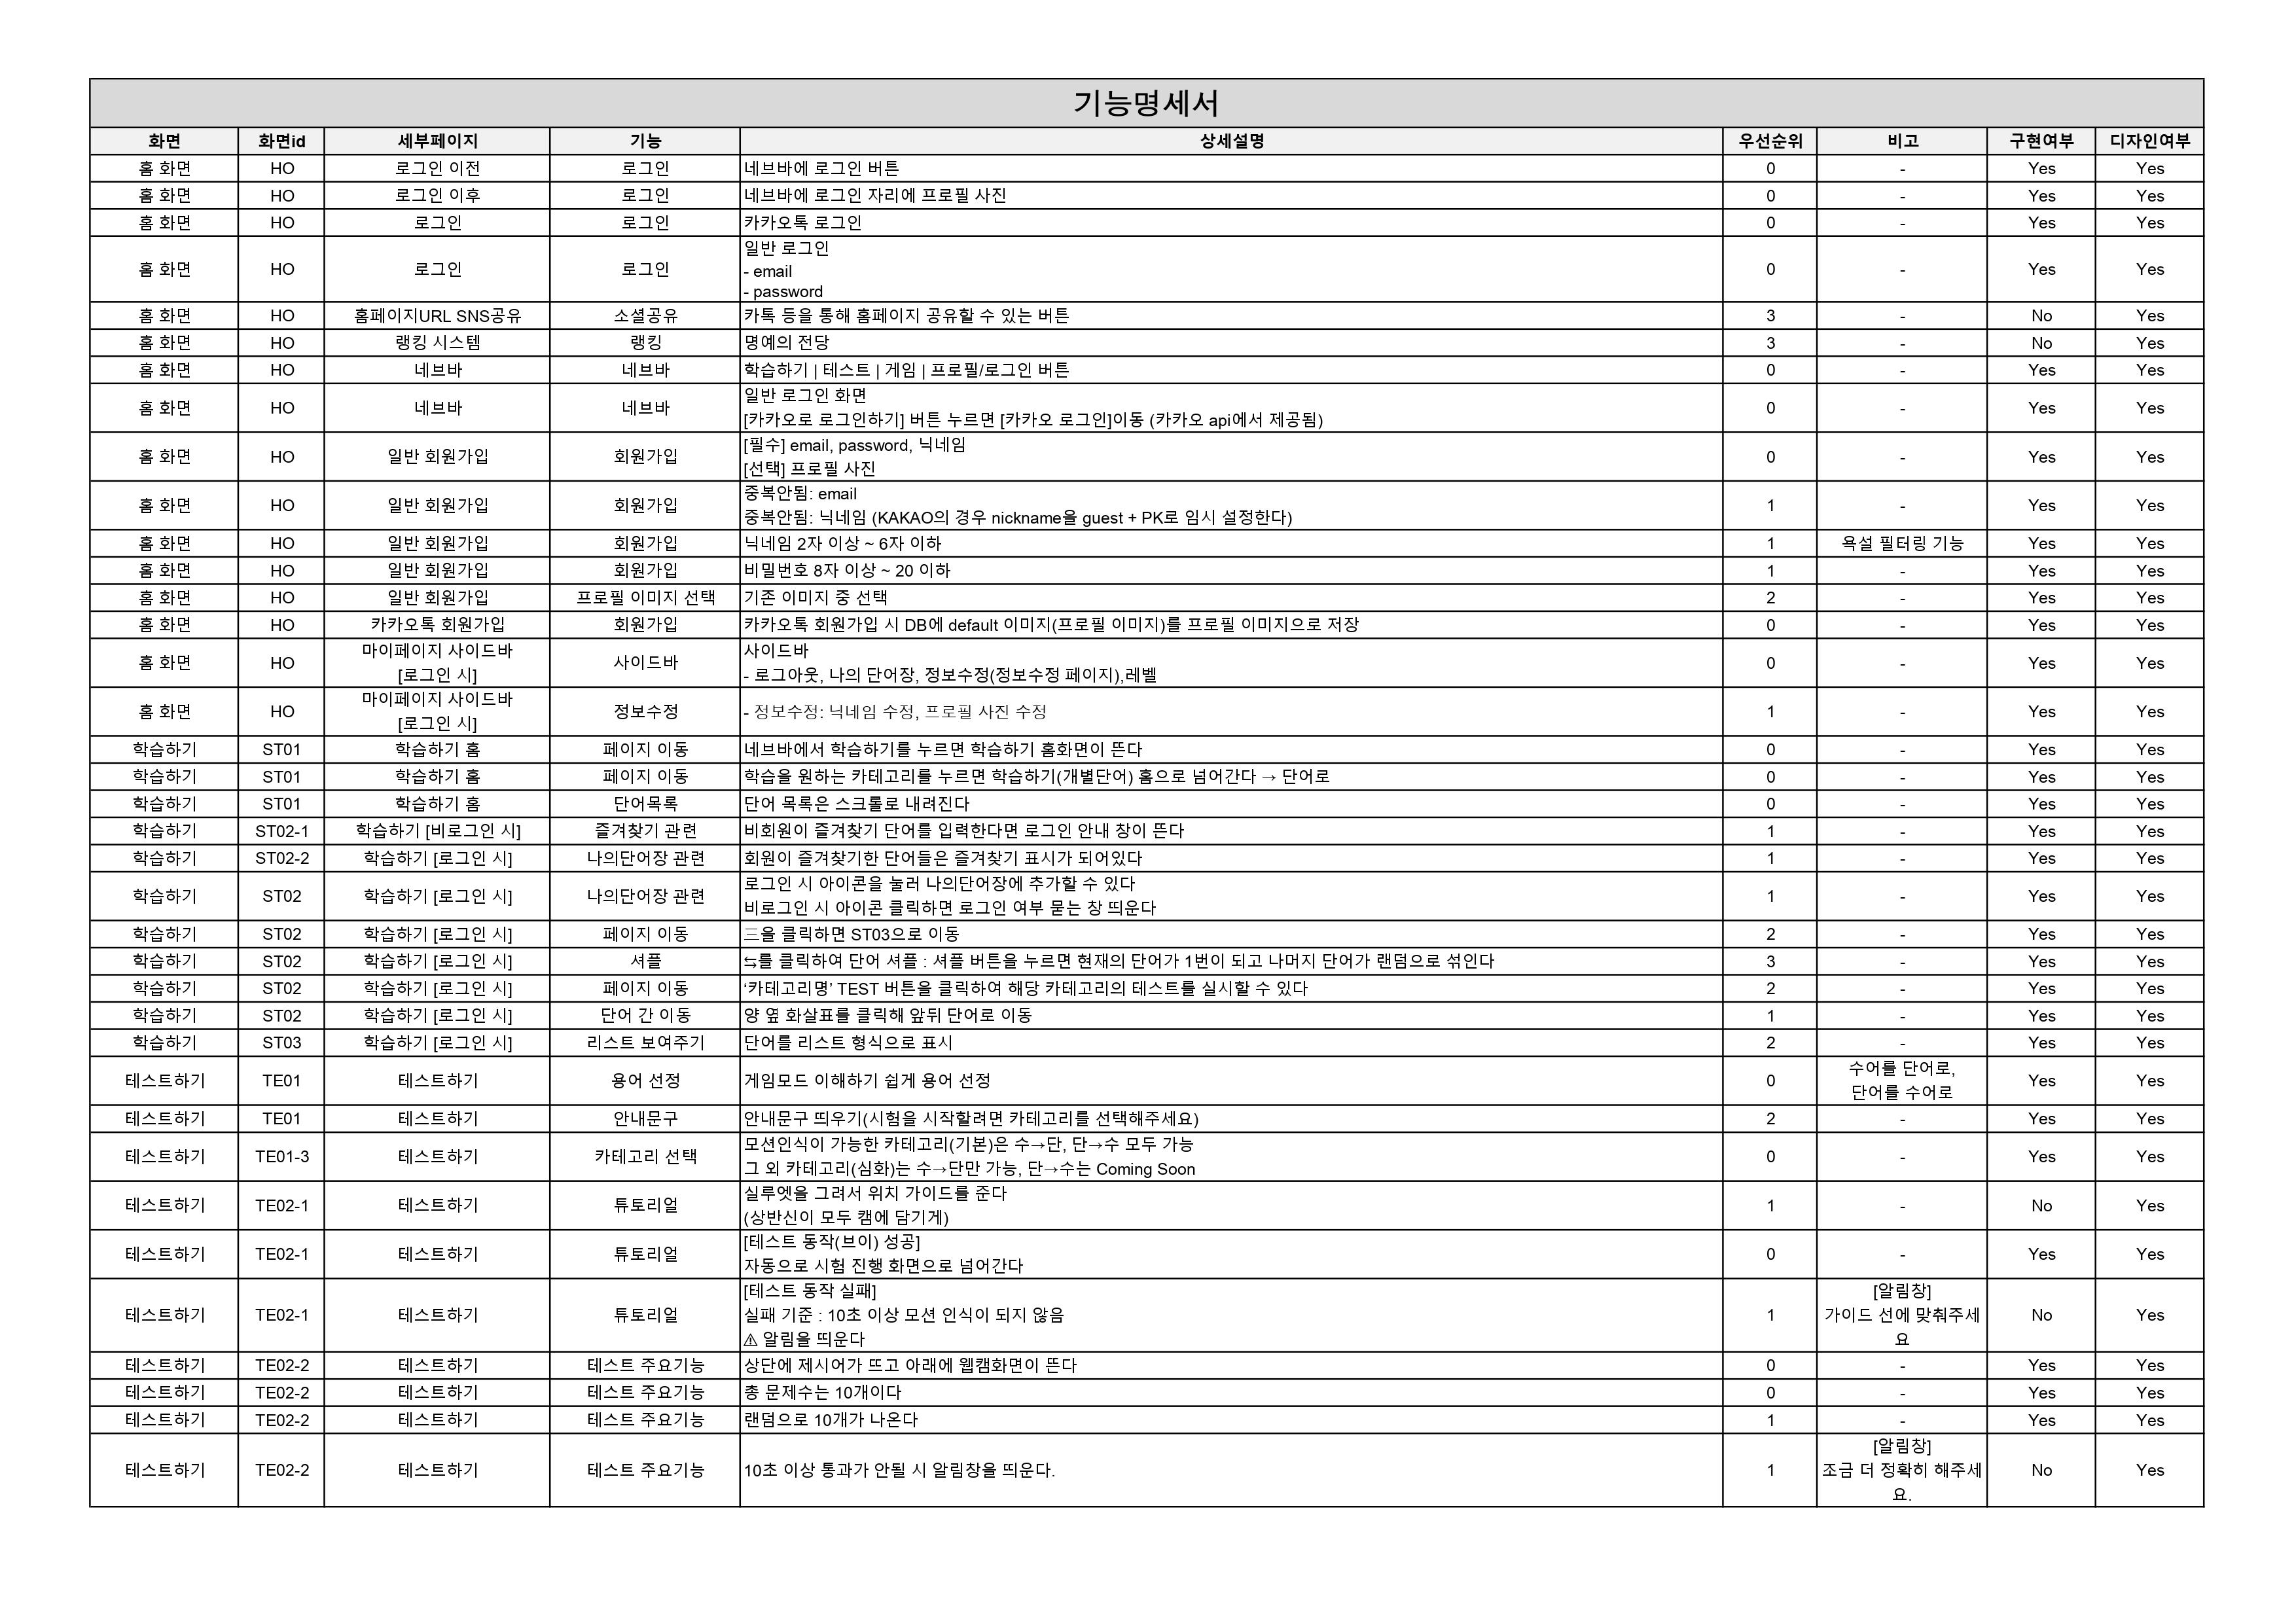 기능명세서
화면 화면id 세부페이지 기능 상세설명 우선순위 비고 구현여부 디자인여부
홈 화면 HO 로그인 이전 로그인 네브바에 로그인 버튼 0 - Yes Yes
홈 화면 HO 로그인 이후 로그인 네브바에 로그인 자리에 프로필 사진 0 - Yes Yes
홈 화면 HO 로그인 로그인 카카오톡 로그인 0 - Yes Yes
홈 화면 HO 로그인 로그인 일반 로그인
- email
- password 0 - Yes Yes
홈 화면 HO 홈페이지URL SNS공유 소셜공유 카톡 등을 통해 홈페이지 공유할 수 있는 버튼 3 - No Yes
홈 화면 HO 랭킹 시스템 랭킹 명예의 전당 3 - No Yes
홈 화면 HO 네브바 네브바 학습하기 | 테스트 | 게임 | 프로필/로그인 버튼 0 - Yes Yes
홈 화면 HO 네브바 네브바 일반 로그인 화면
[카카오로 로그인하기] 버튼 누르면 [카카오 로그인]이동 (카카오 api에서 제공됨) 0 - Yes Yes
홈 화면 HO 일반 회원가입 회원가입 [필수] email, password, 닉네임
[선택] 프로필 사진 0 - Yes Yes
홈 화면 HO 일반 회원가입 회원가입 중복안됨: email
중복안됨: 닉네임 (KAKAO의 경우 nickname을 guest + PK로 임시 설정한다) 1 - Yes Yes
홈 화면 HO 일반 회원가입 회원가입 닉네임 2자 이상 ~ 6자 이하 1 욕설 필터링 기능 Yes Yes
홈 화면 HO 일반 회원가입 회원가입 비밀번호 8자 이상 ~ 20 이하 1 - Yes Yes
홈 화면 HO 일반 회원가입 프로필 이미지 선택 기존 이미지 중 선택 2 - Yes Yes
홈 화면 HO 카카오톡 회원가입 회원가입 카카오톡 회원가입 시 DB에 default 이미지(프로필 이미지)를 프로필 이미지으로 저장 0 - Yes Yes
홈 화면 HO 마이페이지 사이드바
[로그인 시] 사이드바 사이드바
- 로그아웃, 나의 단어장, 정보수정(정보수정 페이지),레벨 0 - Yes Yes
홈 화면 HO 마이페이지 사이드바
[로그인 시] 정보수정 - 정보수정: 닉네임 수정, 프로필 사진 수정 1 - Yes Yes
학습하기 ST01 학습하기 홈 페이지 이동 네브바에서 학습하기를 누르면 학습하기 홈화면이 뜬다 0 - Yes Yes
학습하기 ST01 학습하기 홈 페이지 이동 학습을 원하는 카테고리를 누르면 학습하기(개별단어) 홈으로 넘어간다 → 단어로 0 - Yes Yes
학습하기 ST01 학습하기 홈 단어목록 단어 목록은 스크롤로 내려진다 0 - Yes Yes
학습하기 ST02-1 학습하기 [비로그인 시] 즐겨찾기 관련 비회원이 즐겨찾기 단어를 입력한다면 로그인 안내 창이 뜬다 1 - Yes Yes
학습하기 ST02-2 학습하기 [로그인 시] 나의단어장 관련 회원이 즐겨찾기한 단어들은 즐겨찾기 표시가 되어있다 1 - Yes Yes
학습하기 ST02 학습하기 [로그인 시] 나의단어장 관련 로그인 시 아이콘을 눌러 나의단어장에 추가할 수 있다
비로그인 시 아이콘 클릭하면 로그인 여부 묻는 창 띄운다 1 - Yes Yes
학습하기 ST02 학습하기 [로그인 시] 페이지 이동 三을 클릭하면 ST03으로 이동 2 - Yes Yes
학습하기 ST02 학습하기 [로그인 시] 셔플 ⇆를 클릭하여 단어 셔플 : 셔플 버튼을 누르면 현재의 단어가 1번이 되고 나머지 단어가 랜덤으로 섞인다 3 - Yes Yes
학습하기 ST02 학습하기 [로그인 시] 페이지 이동 ‘카테고리명’ TEST 버튼을 클릭하여 해당 카테고리의 테스트를 실시할 수 있다 2 - Yes Yes
학습하기 ST02 학습하기 [로그인 시] 단어 간 이동 양 옆 화살표를 클릭해 앞뒤 단어로 이동 1 - Yes Yes
학습하기 ST03 학습하기 [로그인 시] 리스트 보여주기 단어를 리스트 형식으로 표시 2 - Yes Yes
테스트하기 TE01 테스트하기 용어 선정 게임모드 이해하기 쉽게 용어 선정 0 수어를 단어로,
단어를 수어로 Yes Yes
테스트하기 TE01 테스트하기 안내문구 안내문구 띄우기(시험을 시작할려면 카테고리를 선택해주세요) 2 - Yes Yes
테스트하기 TE01-3 테스트하기 카테고리 선택 모션인식이 가능한 카테고리(기본)은 수→단, 단→수 모두 가능
그 외 카테고리(심화)는 수→단만 가능, 단→수는 Coming Soon 0 - Yes Yes
테스트하기 TE02-1 테스트하기 튜토리얼 실루엣을 그려서 위치 가이드를 준다
(상반신이 모두 캠에 담기게) 1 - No Yes
테스트하기 TE02-1 테스트하기 튜토리얼 [테스트 동작(브이) 성공]
자동으로 시험 진행 화면으로 넘어간다 0 - Yes Yes
테스트하기 TE02-1 테스트하기 튜토리얼 [테스트 동작 실패]
실패 기준 : 10초 이상 모션 인식이 되지 않음
⚠ 알림을 띄운다 1 [알림창]
가이드 선에 맞춰주세
요 No Yes
테스트하기 TE02-2 테스트하기 테스트 주요기능 상단에 제시어가 뜨고 아래에 웹캠화면이 뜬다 0 - Yes Yes
테스트하기 TE02-2 테스트하기 테스트 주요기능 총 문제수는 10개이다 0 - Yes Yes
테스트하기 TE02-2 테스트하기 테스트 주요기능 랜덤으로 10개가 나온다 1 - Yes Yes
테스트하기 TE02-2 테스트하기 테스트 주요기능 10초 이상 통과가 안될 시 알림창을 띄운다. 1 [알림창]
조금 더 정확히 해주세
요. No Yes